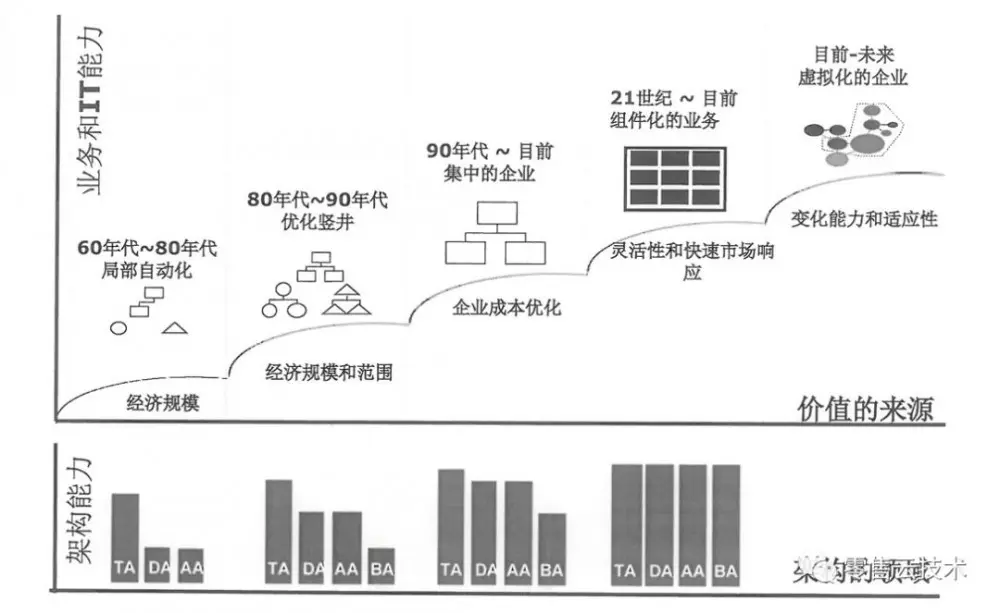 业务和IT能力
目前-未来
虚拟化的企业
21世纪 ~ 目前
组件化的业务
90年代 ~ 目前
集中的企业
80年代~90年代
优化竖井
60年代~80年代
局部自动化
变化能力和适应性
灵活性和快速市场响
应
企业成本优化
经济规模和范围
经济规模
价值的来源
架构能力
TA DA AA
TA DA AA BA
TA DA AA BA
TA DA AA BA
架构的领域
零售云技术